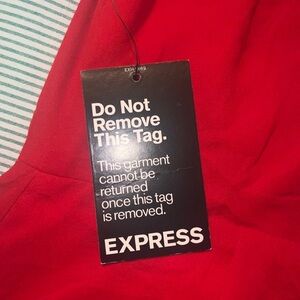 Do Not
Remove
This Tag.
This garment
cannot be
returned
once this tag
is removed.
EXPRESS